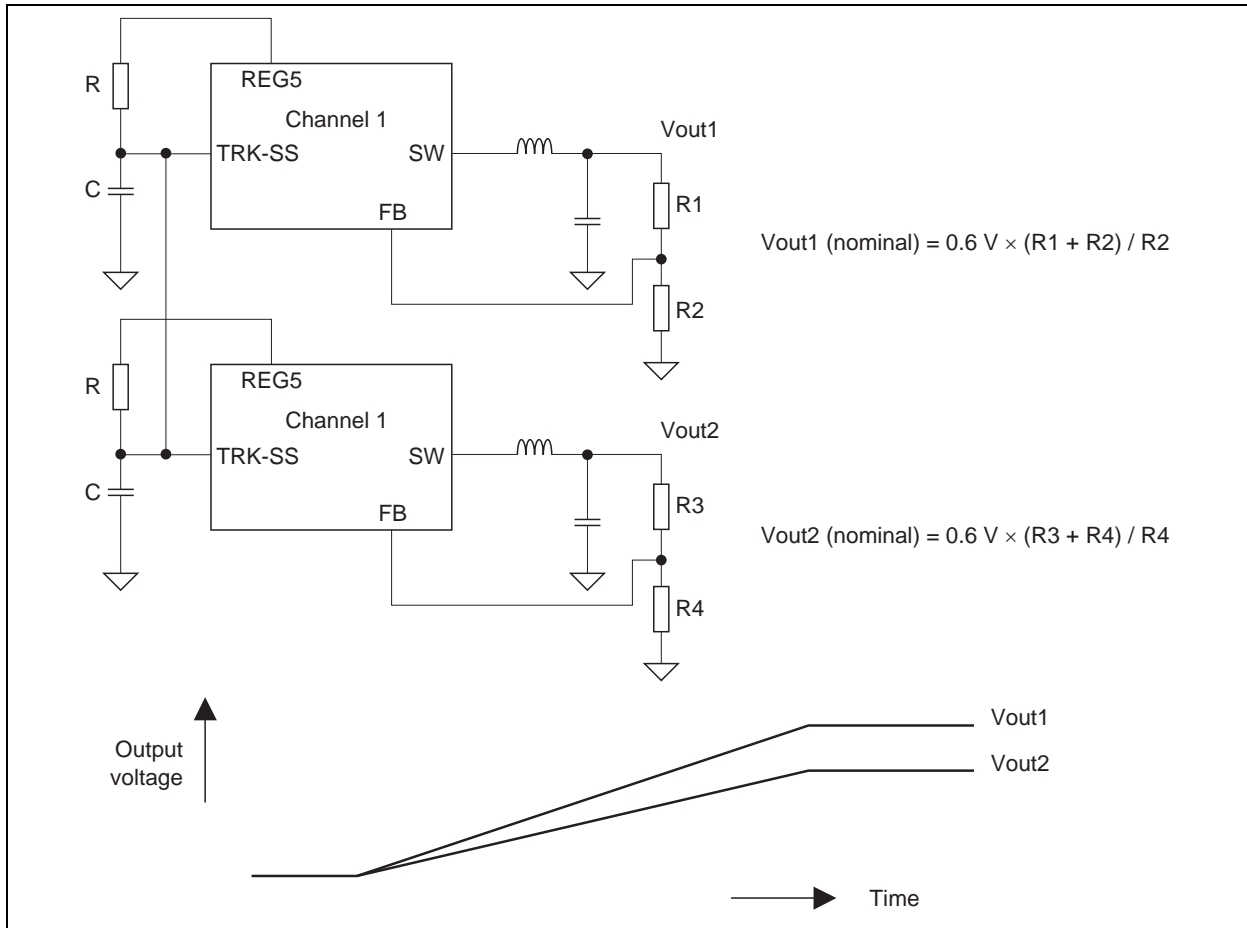 R
REG5
Channel 1
TRK-SS
SW
FB
C
Vout1
R1
R2
Vout1 (nominal) = 0.6 V × (R1 + R2) / R2
R
REG5
Channel 1
TRK-SS
SW
FB
C
Vout2
R3
R4
Vout2 (nominal) = 0.6 V × (R3 + R4) / R4
Output
voltage
Vout1
Vout2
Time